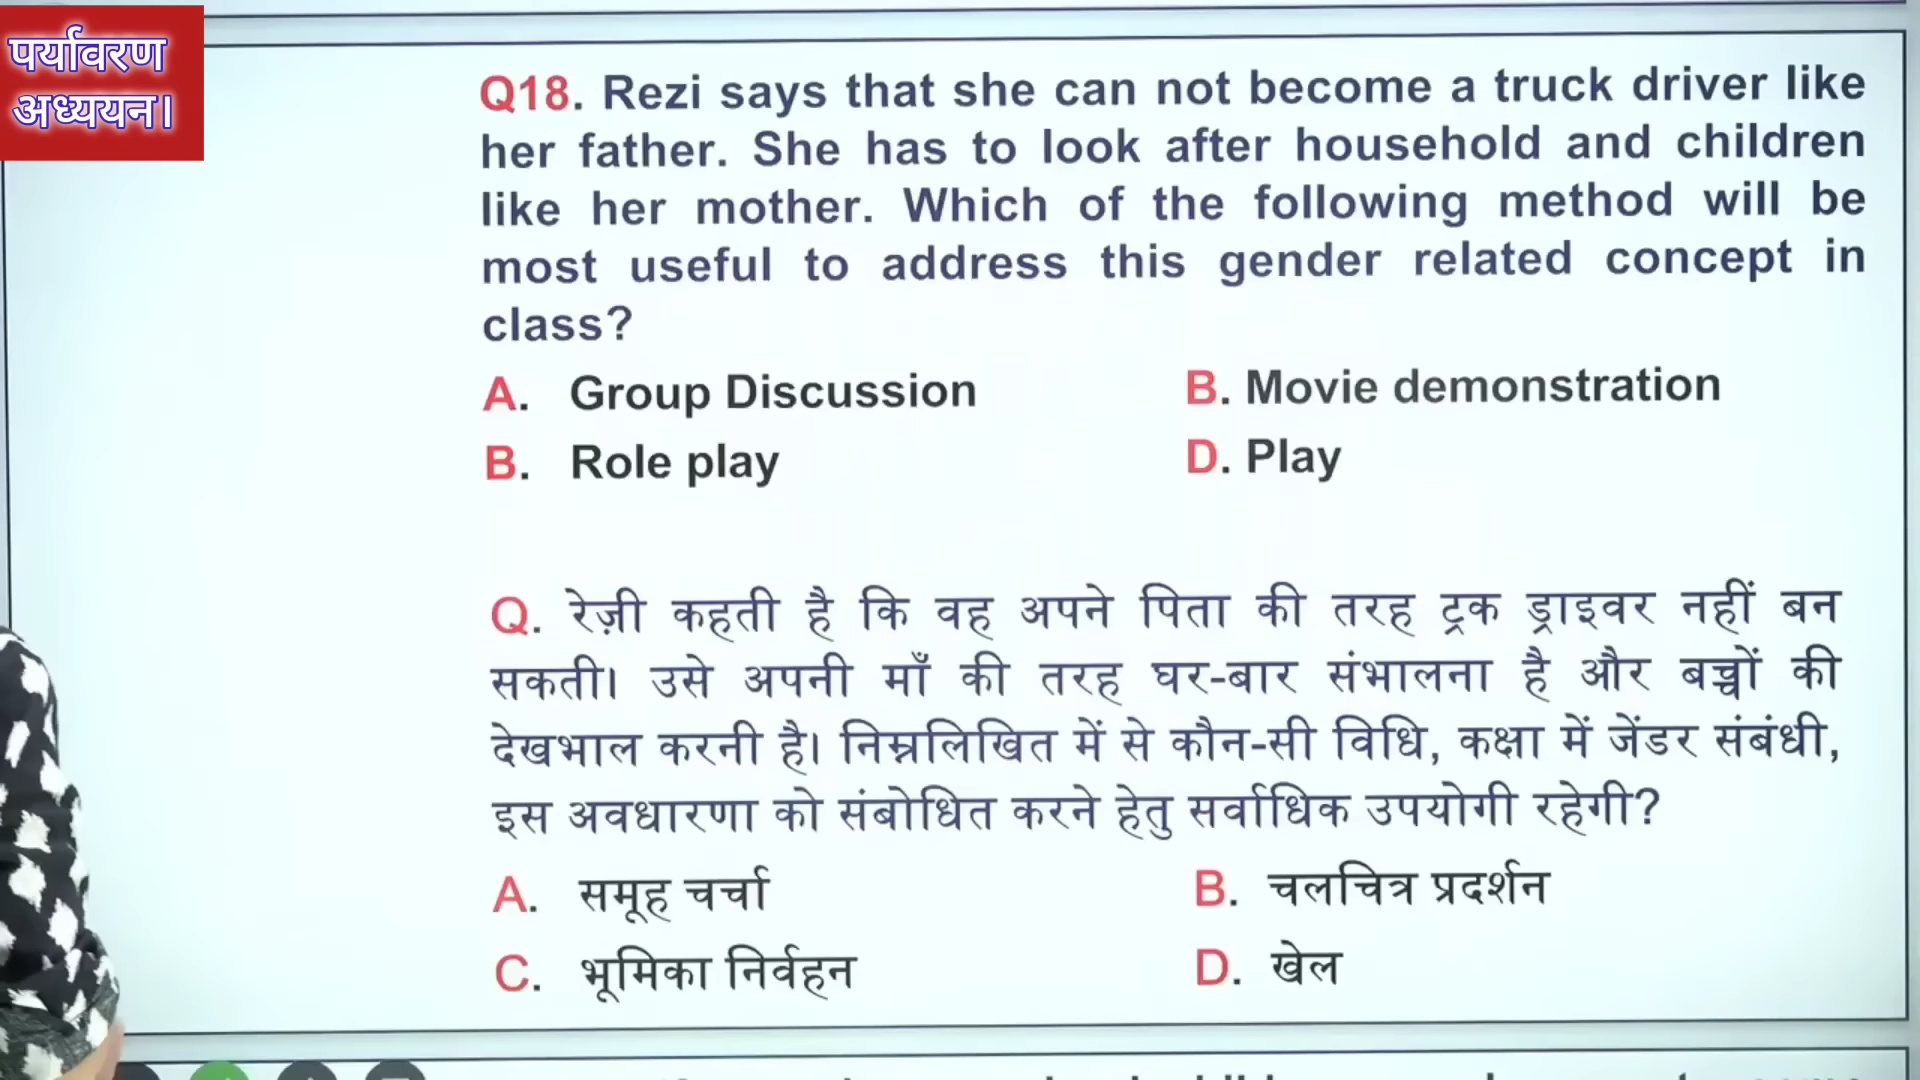 पर्यावरण
अध्ययन।
Q18. Rezi says that she can not become a truck driver like
her father. She has to look after household and children
like her mother. Which of the following method will be
most useful to address this gender related concept in
class?
A. Group Discussion
B. Movie demonstration
B. Role play
D. Play
Q. रेज़ी कहती है कि वह अपने पिता की तरह ट्रक ड्राइवर नहीं बन
सकती। उसे अपनी माँ की तरह घर-बार संभालना है और बच्चों की
देखभाल करनी है। निम्नलिखित में से कौन-सी विधि, कक्षा में जेंडर संबंधी,
इस अवधारणा को संबोधित करने हेतु सर्वाधिक उपयोगी रहेगी?
A. समूह चर्चा
B. चलचित्र प्रदर्शन
C. भूमिका निर्वहन
D. खेल